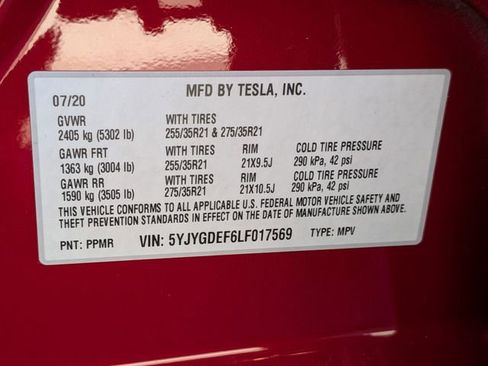 MFD BY TESLA, INC.
07/20
GVWR WITH TIRES
2405 kg (5302 lb) 255/35R21 & 275/35R21
GAWR FRT WITH TIRES RIM COLD TIRE PRESSURE
1363 kg (3004 lb) 255/35R21 21X9.5J 290 kPa, 42 psi
GAWR RR WITH TIRES RIM COLD TIRE PRESSURE
1590 kg (3505 lb) 275/35R21 21X10.5J 290 kPa, 42 psi
THIS VEHICLE CONFORMS TO ALL APPLICABLE U.S. FEDERAL MOTOR VEHICLE SAFETY AND
THEFT PREVENTION STANDARDS IN EFFECT ON THE DATE OF MANUFACTURE SHOWN ABOVE.
PNT: PPMR VIN: 5YJYGDEF6LF017569 TYPE: MPV